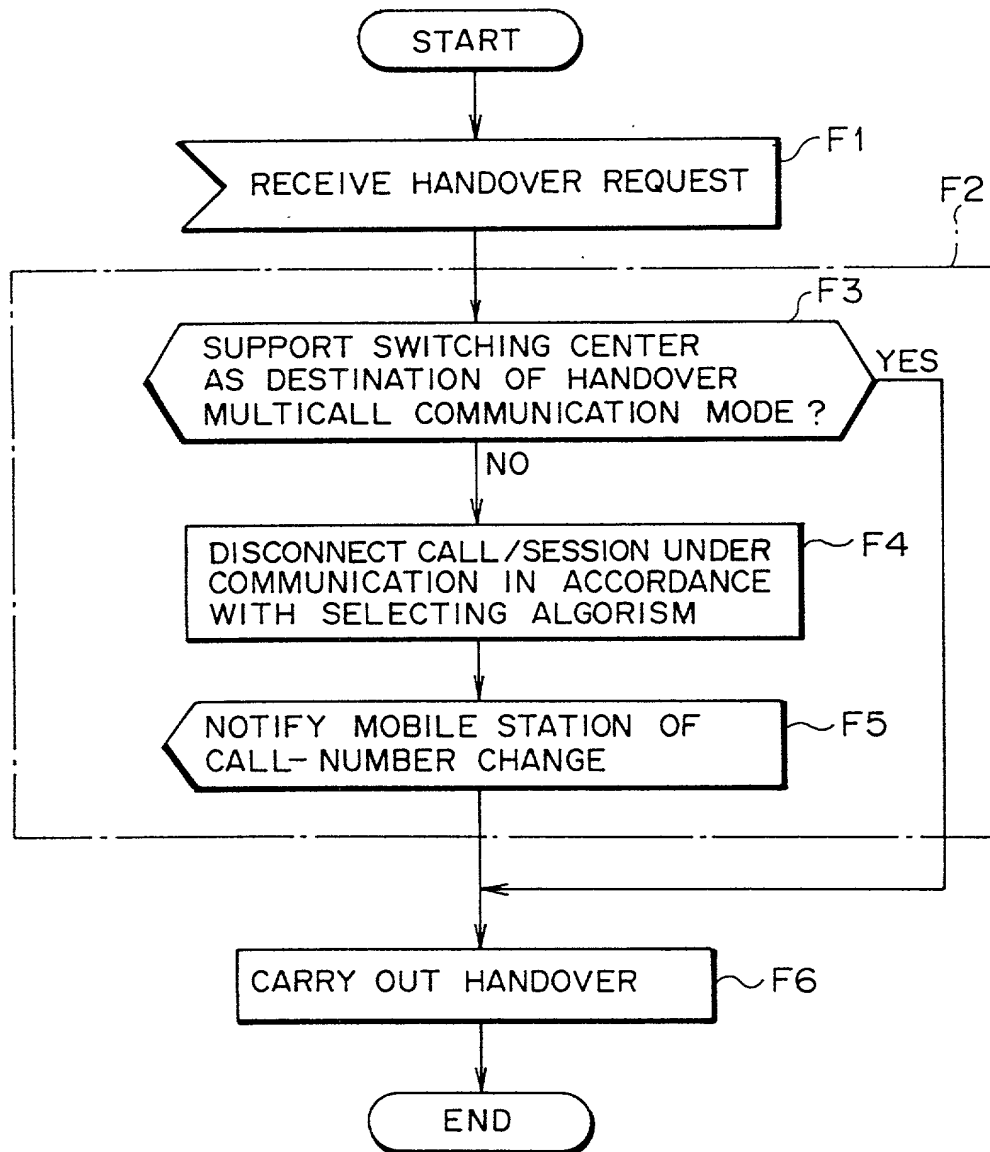 START
F1
RECEIVE HANDOVER REQUEST
F2
F3
SUPPORT SWITCHING CENTER
AS DESTINATION OF HANDOVER
MULTICALL COMMUNICATION MODE ?
YES
NO
F4
DISCONNECT CALL/SESSION UNDER
COMMUNICATION IN ACCORDANCE
WITH SELECTING ALGORISM
F5
NOTIFY MOBILE STATION OF
CALL-NUMBER CHANGE
F6
CARRY OUT HANDOVER
END